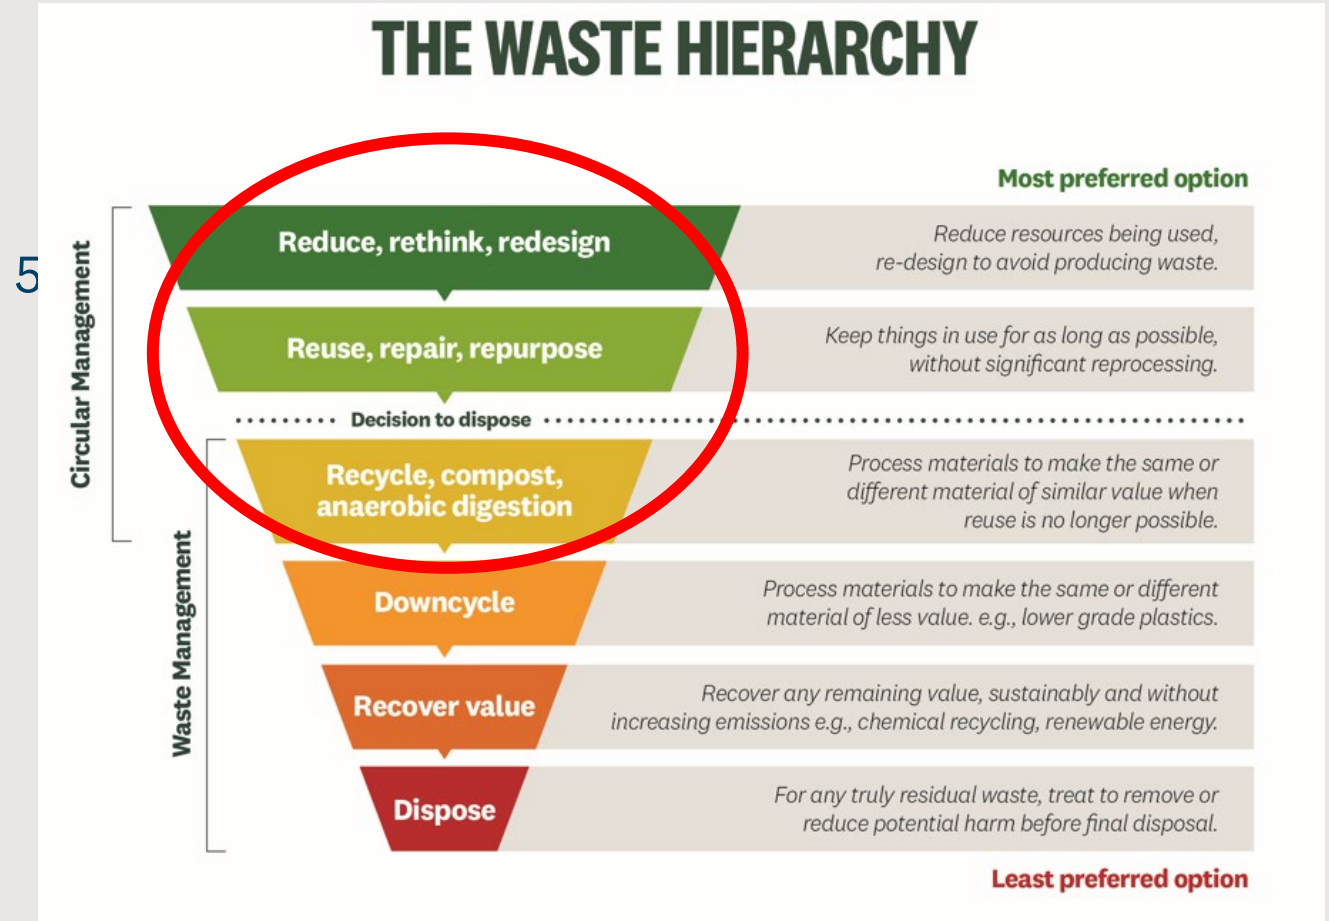 THE WASTE HIERARCHY
Most preferred option
5
Circular Management
Reduce, rethink, redesign
Reduce resources being used,
re-design to avoid producing waste.
Reuse, repair, repurpose
Keep things in use for as long as possible,
without significant reprocessing.
Decision to dispose
Waste Management
Recycle, compost,
anaerobic digestion
Process materials to make the same or
different material of similar value when
reuse is no longer possible.
Downcycle
Process materials to make the same or different
material of less value. e.g., lower grade plastics.
Recover value
Recover any remaining value, sustainably and without
increasing emissions e.g., chemical recycling, renewable energy.
Dispose
For any truly residual waste, treat to remove or
reduce potential harm before final disposal.
Least preferred option